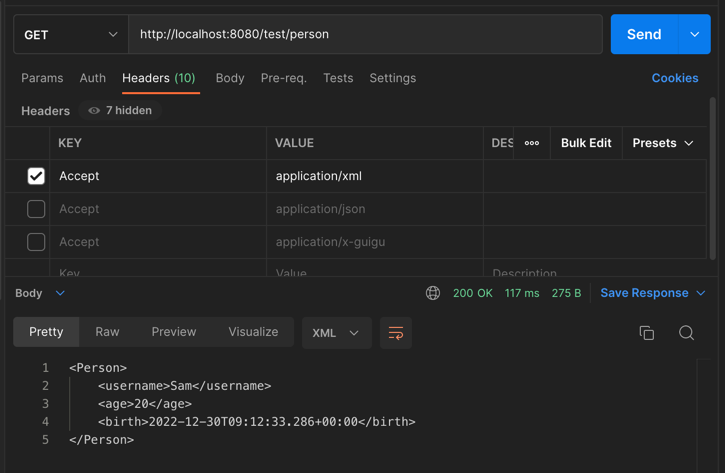 GET http://localhost:8080/test/person Send
Params Auth Headers (10) Body Pre-req. Tests Settings Cookies
Headers 7 hidden
KEY VALUE DES Bulk Edit Presets
Accept application/xml
Accept application/json
Accept application/x-guigu
Key Value Description
Body 200 OK 117 ms 275 B Save Response
Pretty Raw Preview Visualize XML
1 <Person>
2 <username>Sam</username>
3 <age>20</age>
4 <birth>2022-12-30T09:12:33.286+00:00</birth>
5 </Person>